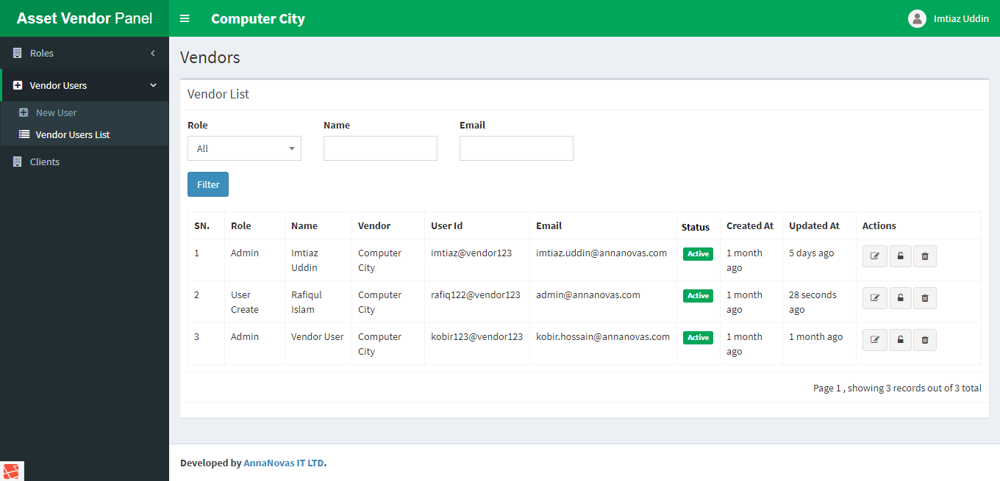 Asset Vendor Panel
Computer City
Imtiaz Uddin
Roles
Vendor Users
New User
Vendor Users List
Clients
Vendors
Vendor List
Role Name Email
All
Filter
SN. Role Name Vendor User Id Email Status Created At Updated At Actions
1 Admin Imtiaz Computer imtiaz@vendor123 imtiaz.uddin@annanovas.com Active 1 month 5 days ago
Uddin City ago
2 User Rafiqul Computer rafiq122@vendor123 admin@annanovas.com Active 1 month 28 seconds
Create Islam City ago ago
3 Admin Vendor User Computer kobir123@vendor123 kobir.hossain@annanovas.com Active 1 month 1 month ago
City ago
Page 1 , showing 3 records out of 3 total
Developed by AnnaNovas IT LTD.